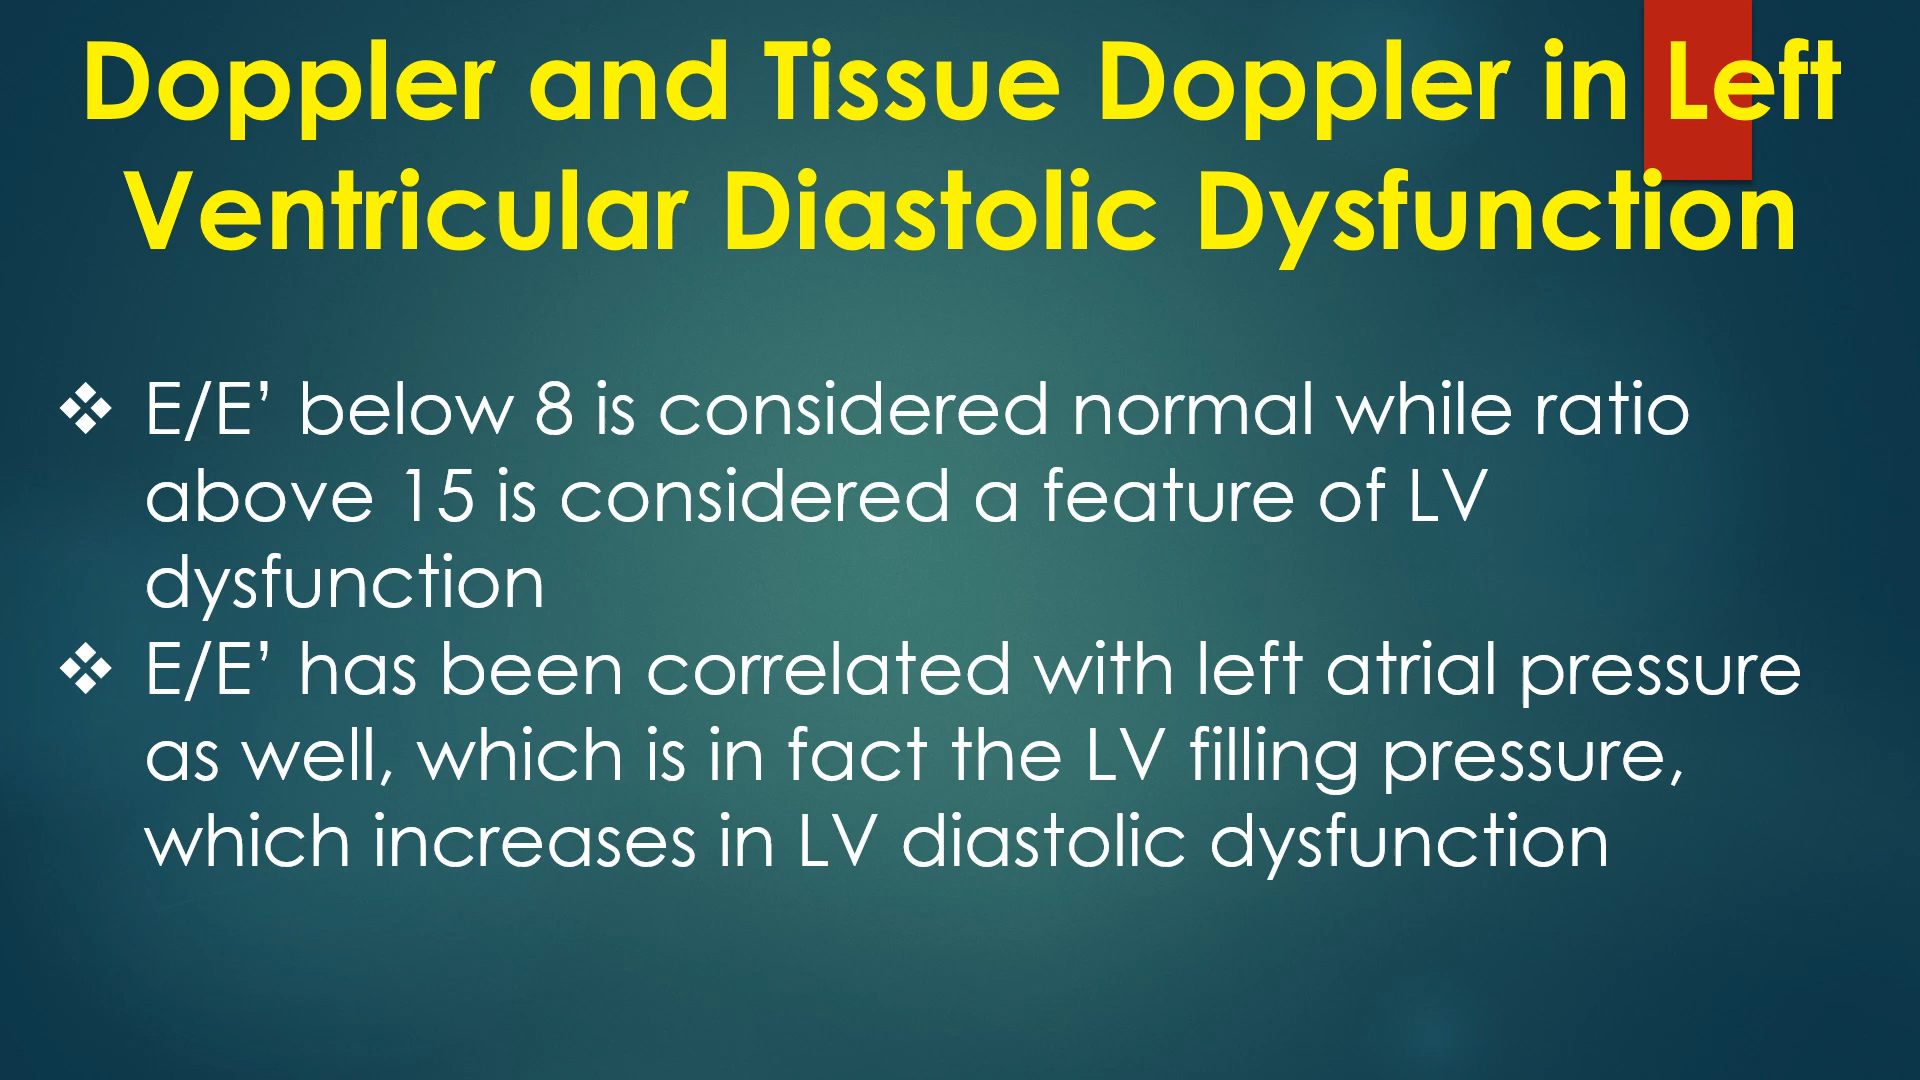 Doppler and Tissue Doppler in Left
Ventricular Diastolic Dysfunction
❖ E/E’ below 8 is considered normal while ratio
above 15 is considered a feature of LV
dysfunction
❖ E/E’ has been correlated with left atrial pressure
as well, which is in fact the LV filling pressure,
which increases in LV diastolic dysfunction